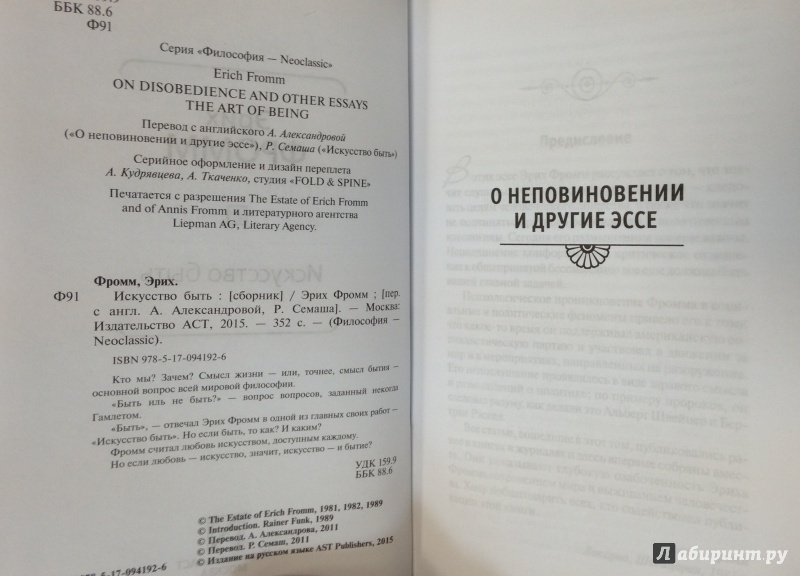 ББК 88.6
Ф91
Серия «Философия — Neoclassic»
Erich Fromm
ON DISOBEDIENCE AND OTHER ESSAYS
THE ART OF BEING
Перевод с английского А. Александровой
(«О неповиновении и другие эссе»), Р. Семаша («Искусство быть»)
Серийное оформление и дизайн переплета
А. Кудрявцева, А. Ткаченко, студия «FOLD & SPINE»
Печатается с разрешения The Estate of Erich Fromm
and of Annis Fromm и литературного агентства
Liepman AG, Literary Agency.
Фромм, Эрих.
Ф91 Искусство быть : [сборник] / Эрих Фромм ; [пер.
с англ. А. Александровой, Р. Семаша]. — Москва:
Издательство АСТ, 2015. — 352 с. — (Философия —
Neoclassic).
ISBN 978-5-17-094192-6
Кто мы? Зачем? Смысл жизни — или, точнее, смысл бытия —
основной вопрос всей мировой философии.
«Быть иль не быть?» — вопрос вопросов, заданный некогда
Гамлетом.
«Быть», — отвечал Эрих Фромм в одной из главных своих работ —
«Искусство быть». Но если быть, то как? И каким?
Фромм считал любовь искусством, доступным каждому.
Но если любовь — искусство, значит, искусство — и бытие?
УДК 159.9
ББК 88.6
© The Estate of Erich Fromm, 1981, 1982, 1989
© Introduction. Rainer Funk, 1989
© Перевод. А. Александрова, 2011
© Перевод. Р. Семаш, 2011
© Издание на русском языке AST Publishers, 2015
978-5-17-094192-6
О НЕПОВИНОВЕНИИ
И ДРУГИЕ ЭССЕ
Лабиринт.ру